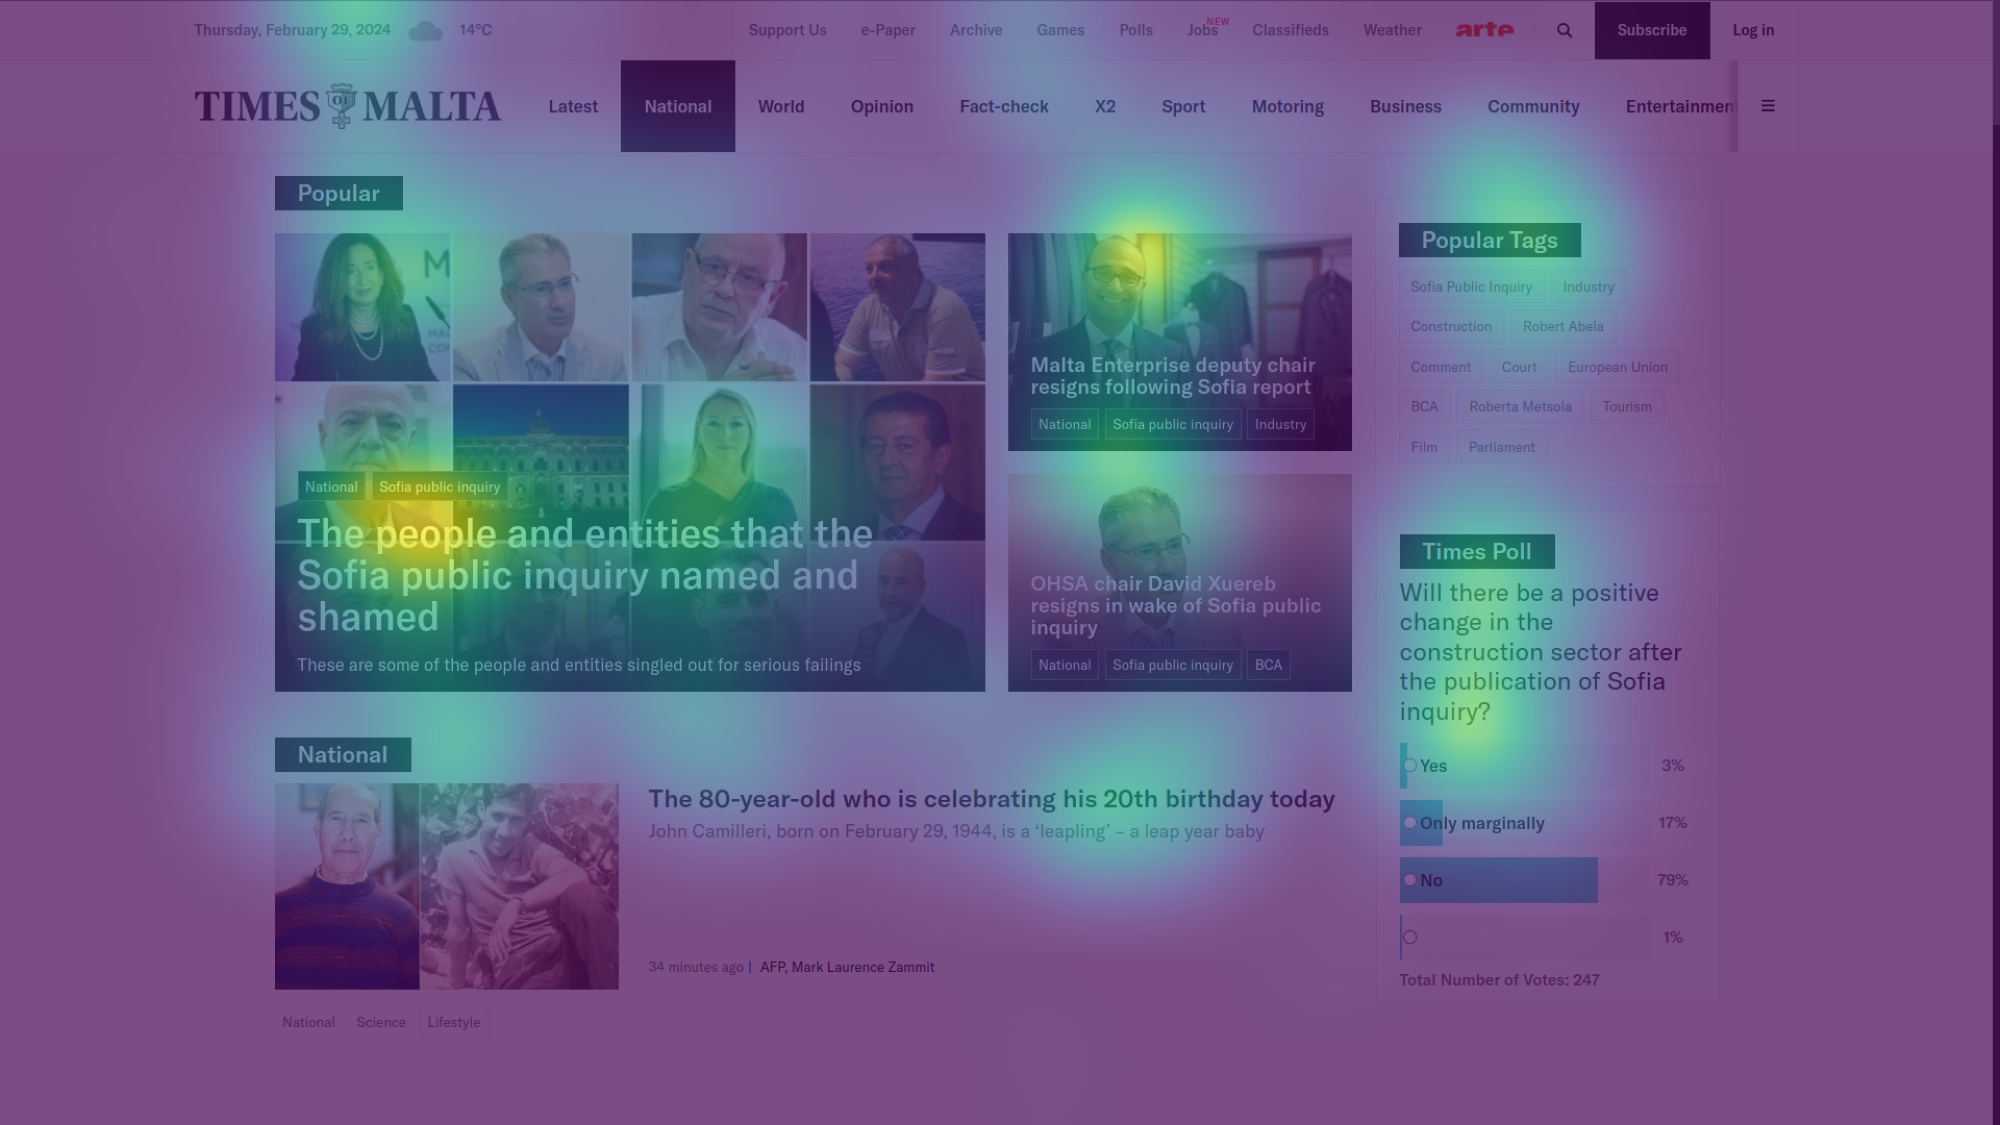 Thursday, February 29, 2024
14°C
Support Us
e-Paper
Archive
Games
Polls
Jobs
NEW
Classifieds
Weather
arte
Subscribe
Log in
TIMES OF MALTA
Latest
National
World
Opinion
Fact-check
X2
Sport
Motoring
Business
Community
Entertainmen
Popular
National
Sofia public inquiry
The people and entities that the
Sofia public inquiry named and
shamed
These are some of the people and entities singled out for serious failings
Malta Enterprise deputy chair
resigns following Sofia report
National
Sofia public inquiry
Industry
OHSA chair David Xuereb
resigns in wake of Sofia public
inquiry
National
Sofia public inquiry
BCA
Popular Tags
Sofia Public Inquiry
Industry
Construction
Robert Abela
Comment
Court
European Union
BCA
Roberta Metsola
Tourism
Film
Parliament
Times Poll
Will there be a positive
change in the
construction sector after
the publication of Sofia
inquiry?
Yes
3%
Only marginally
17%
No
79%
1%
Total Number of Votes: 247
National
The 80-year-old who is celebrating his 20th birthday today
John Camilleri, born on February 29, 1944, is a ‘leapling’ – a leap year baby
34 minutes ago | AFP, Mark Laurence Zammit
National
Science
Lifestyle